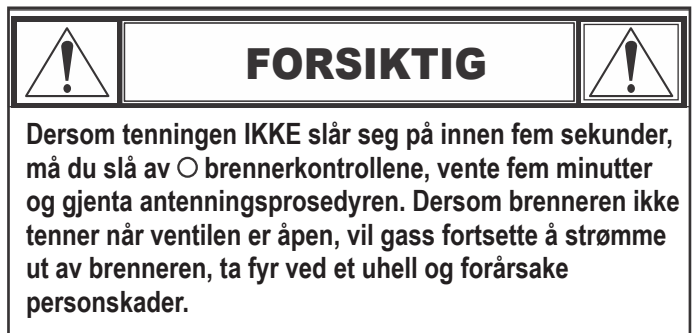 FORSIKTIG
Dersom tenningen IKKE slår seg på innen fem sekunder,
må du slå av ○ brennerkontrollene, vente fem minutter
og gjenta antenningsprosedyren. Dersom brenneren ikke
tenner når ventilen er åpen, vil gass fortsette å strømme
ut av brenneren, ta fyr ved et uhell og forårsake
personskader.